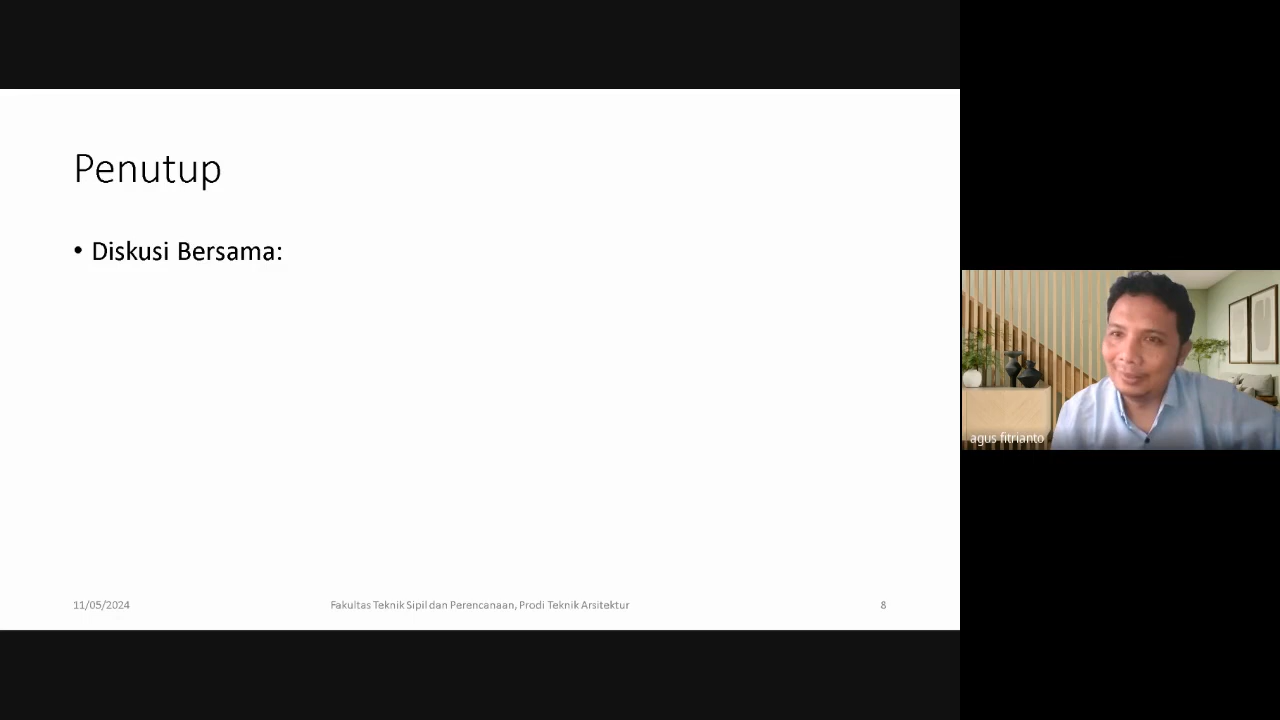 Penutup
• Diskusi Bersama:
agus fitrianto
11/05/2024
Fakultas Teknik Sipil dan Perencanaan, Prodi Teknik Arsitektur
8